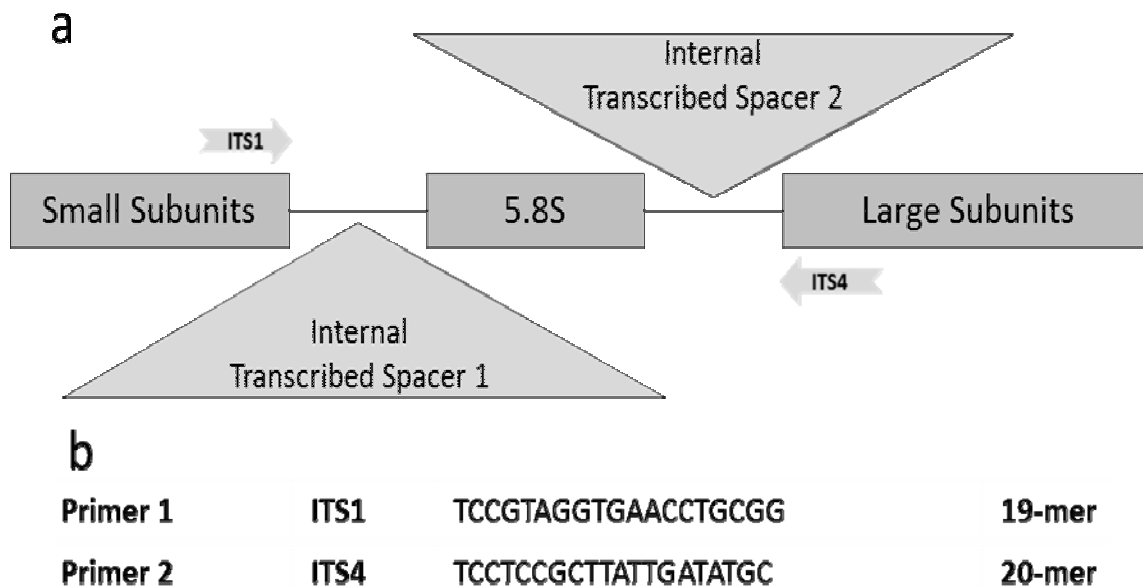 a
Internal
Transcribed Spacer 2
ITS1
Small Subunits 5.8S Large Subunits
ITS4
Internal
Transcribed Spacer 1
b
Primer 1 ITS1 TCCGTAGGTGAACCTGCGG 19-mer
Primer 2 ITS4 TCCTCCGCTTATTGATATGC 20-mer